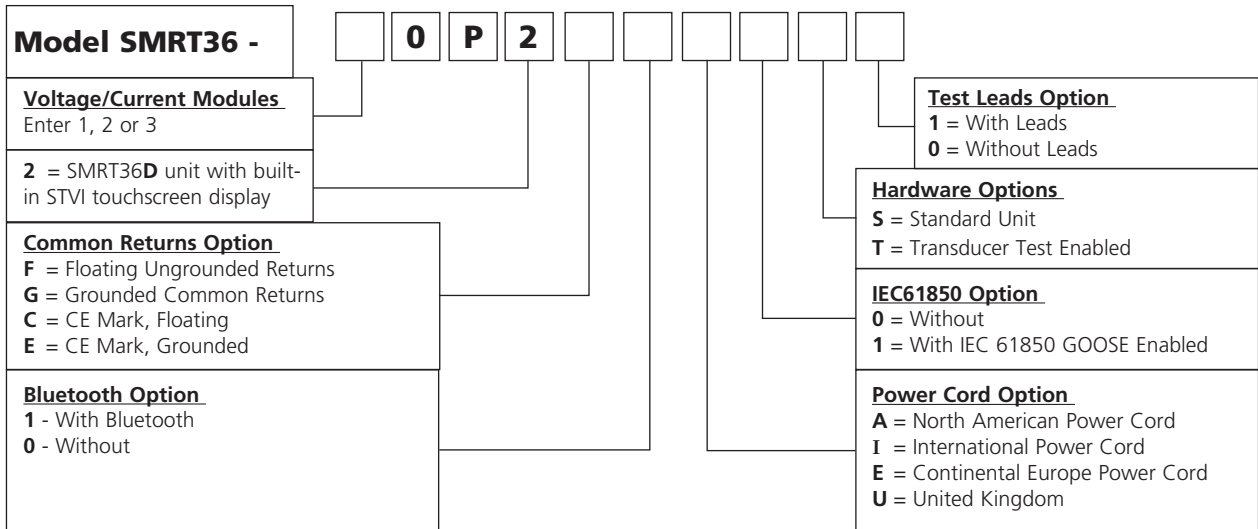 Model SMRT36 - 0 P 2
Voltage/Current Modules
Enter 1, 2 or 3
2 = SMRT36D unit with built-
in STVI touchscreen display
Common Returns Option
F = Floating Ungrounded Returns
G = Grounded Common Returns
C = CE Mark, Floating
E = CE Mark, Grounded
Bluetooth Option
1 - With Bluetooth
0 - Without
Test Leads Option
1 = With Leads
0 = Without Leads
Hardware Options
S = Standard Unit
T = Transducer Test Enabled
IEC61850 Option
0 = Without
1 = With IEC 61850 GOOSE Enabled
Power Cord Option
A = North American Power Cord
I = International Power Cord
E = Continental Europe Power Cord
U = United Kingdom